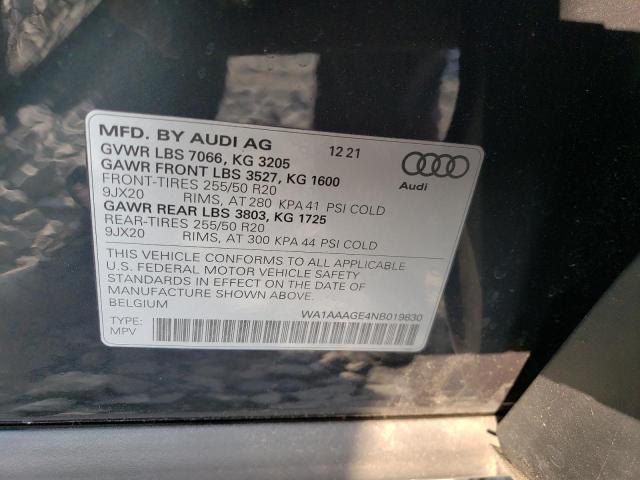 MFD. BY AUDI AG 12 21
GVWR LBS 7066, KG 3205
GAWR FRONT LBS 3527, KG 1600
FRONT-TIRES 255/50 R20
9JX20 RIMS, AT 280 KPA 41 PSI COLD
GAWR REAR LBS 3803, KG 1725
REAR-TIRES 255/50 R20
9JX20 RIMS, AT 300 KPA 44 PSI COLD
Audi
THIS VEHICLE CONFORMS TO ALL APPLICABLE
U.S. FEDERAL MOTOR VEHICLE SAFETY
STANDARDS IN EFFECT ON THE DATE OF
MANUFACTURE SHOWN ABOVE.
BELGIUM WA1AAAGE4NB019830
TYPE:
MPV